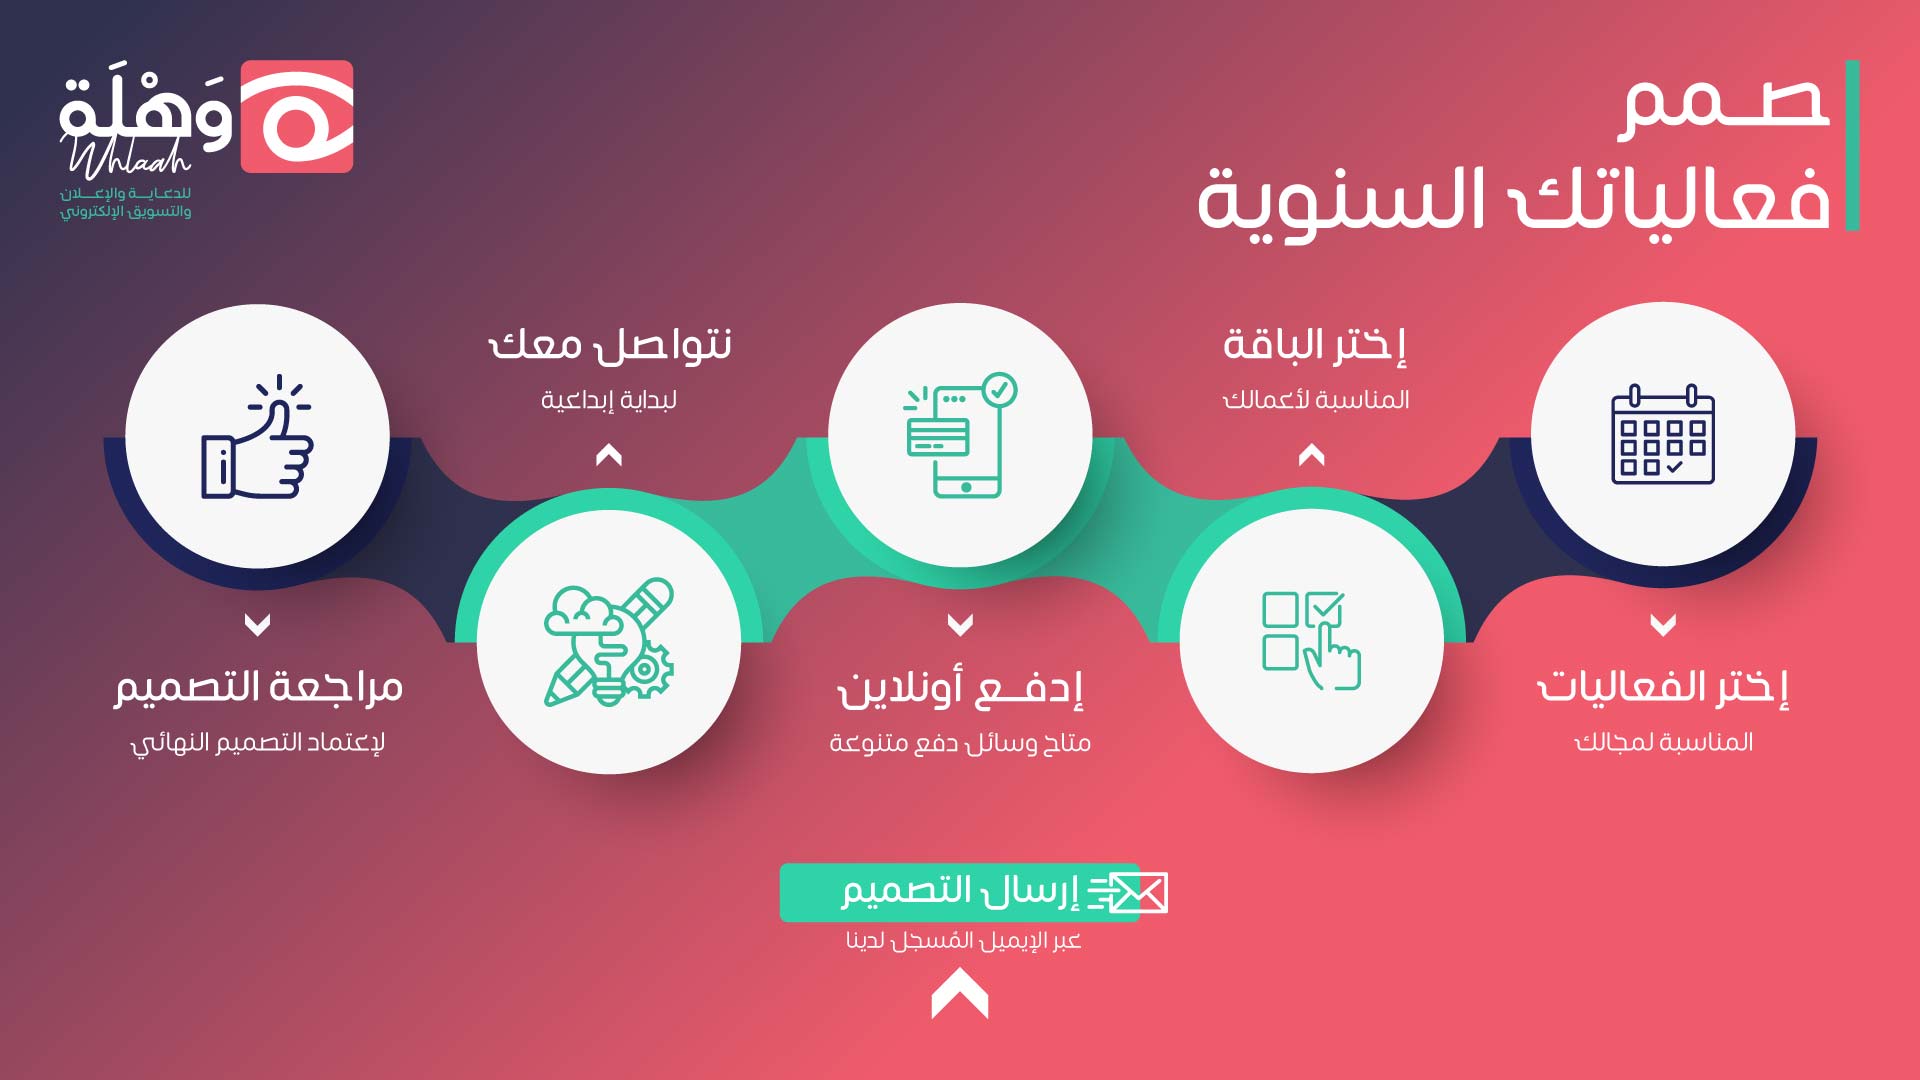 صمم
فعالياتك السنوية
وَهْلَة
Whlaah
للدعاية والإعلان
والتسويق الإلكتروني
إختر الفعاليات
المناسبة لمجالك
إختر الباقة
المناسبة لأعمالك
إدفع أونلاين
متاح وسائل دفع متنوعة
نتواصل معك
لبداية إبداعية
مراجعة التصميم
لإعتماد التصميم النهائي
إرسال التصميم
عبر الإيميل المُسجل لدينا